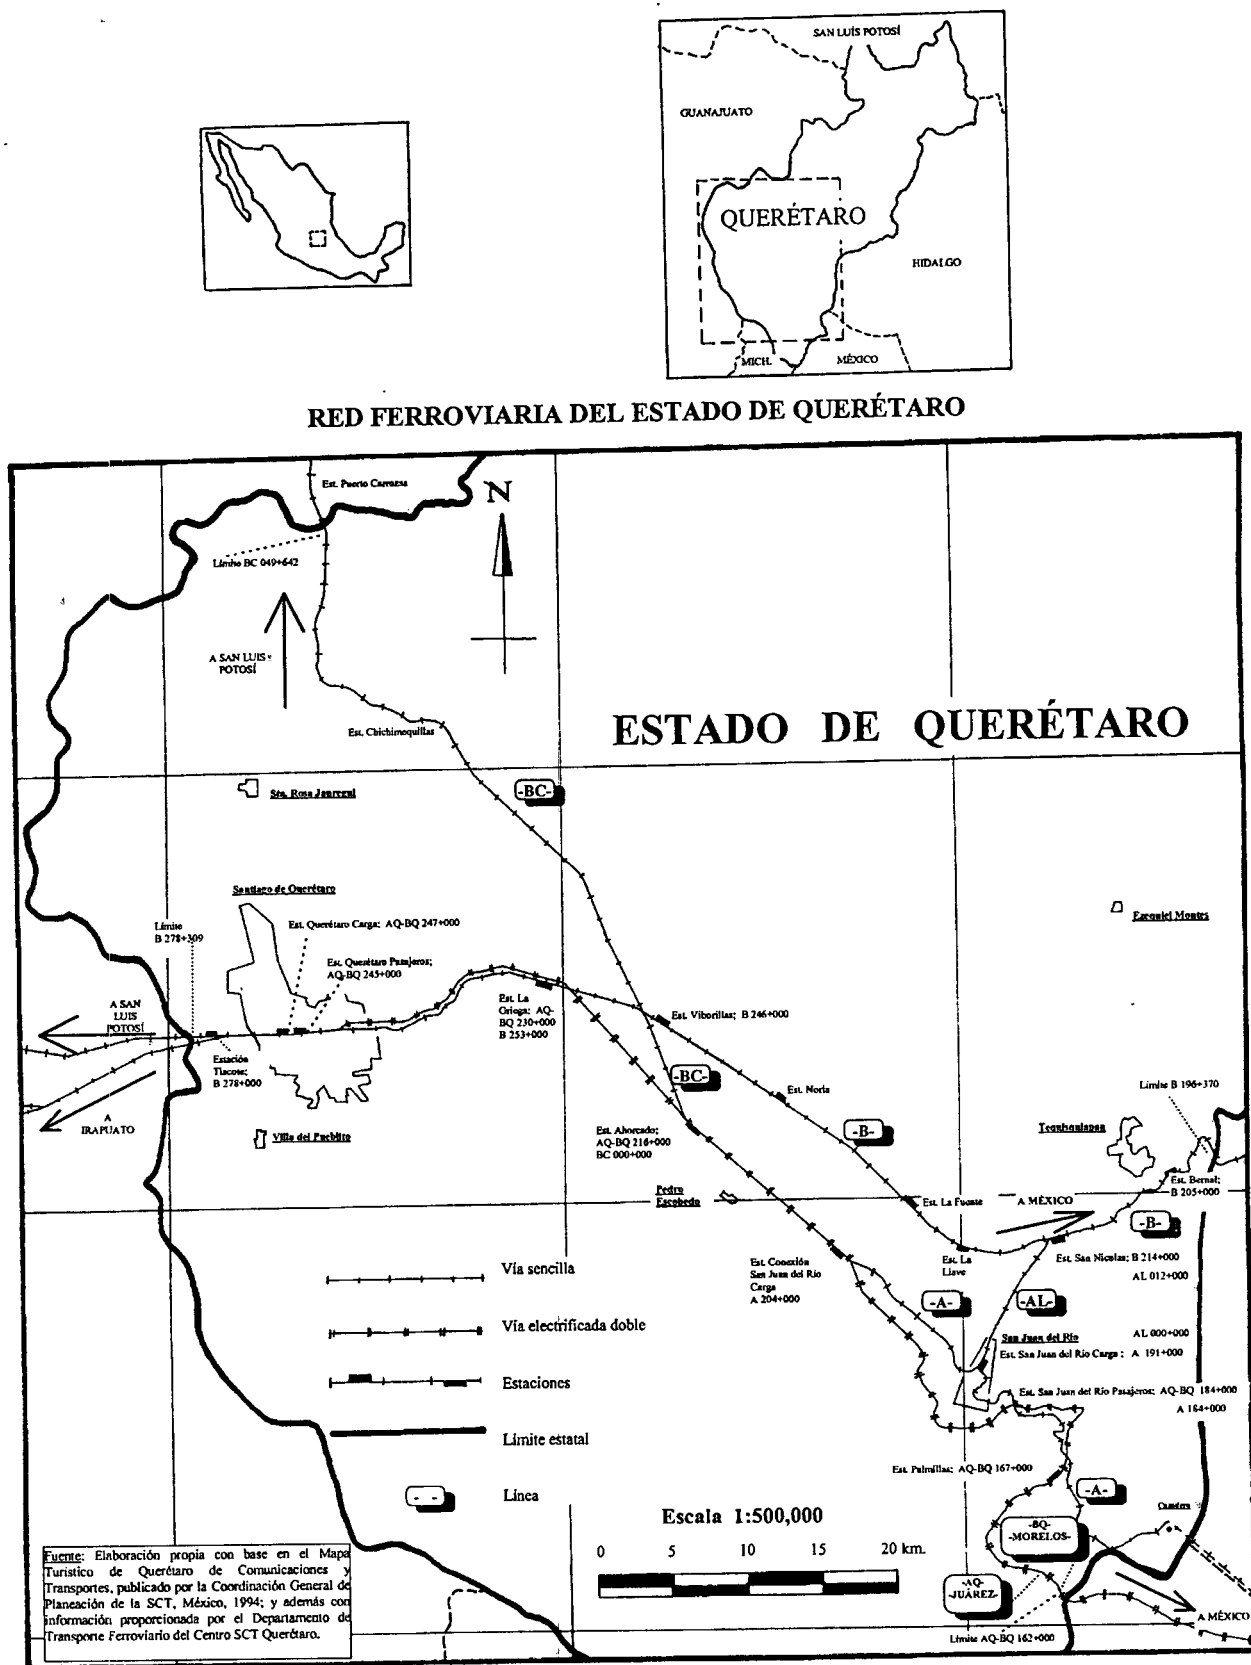 SAN LUÍS POTOSÍ
GUANAJUATO
QUERÉTARO
HIDALGO
MICH.
MÉXICO
RED FERROVIARIA DEL ESTADO DE QUERÉTARO
Est. Puerto Carranza
N
Límite BC 049+642
A SAN LUIS
POTOSÍ
Est. Chichimequillas
ESTADO DE QUERÉTARO
-BC-
Sta. Rosa Jauregui
Santiago de Querétaro
Límite
B 278+309
Est. Querétaro Carga; AQ-BQ 247+000
Est. Querétaro Pasajeros;
AQ-BQ 245+000
Ezequiel Montes
A SAN
LUIS
POTOSÍ
Est. La
Griega; AQ-
BQ 230+000
B 253+000
Est. Viborillas; B 246+000
Estación
Tlacote;
B 278+000
-BC-
Est. Noria
Límite B 196+370
A
IRAPUATO
Villa del Pueblito
Est. Ahorcado;
AQ-BQ 216+000
BC 000+000
-B-
Tequisquiapan
Pedro
Escobedo
Est. La Fuente
A MÉXICO
Est. Bernal;
B 205+000
-B-
Vía sencilla
Est. Conexión
San Juan del Río
Carga
A 204+000
Est. La
Llave
Est. San Nicolas; B 214+000
AL 012+000
Vía electrificada doble
-A-
-AL-
San Juan del Río
AL 000+000
Est. San Juan del Río Carga ; A 191+000
Estaciones
Est. San Juan del Río Pasajeros; AQ-BQ 184+000
A 184+000
Límite estatal
Est. Palmillas; AQ-BQ 167+000
-A-
Línea
Escala 1:500,000
-BQ-
-MORELOS-
0 5 10 15 20 km.
-AQ-
-JUÁREZ-
A MÉXICO
Límite AQ-BQ 162+000
Fuente: Elaboración propia con base en el Mapa
Turístico de Querétaro de Comunicaciones y
Transportes, publicado por la Coordinación General de
Planeación de la SCT, México, 1994; y además con
información proporcionada por el Departamento de
Transporte Ferroviario del Centro SCT Querétaro.